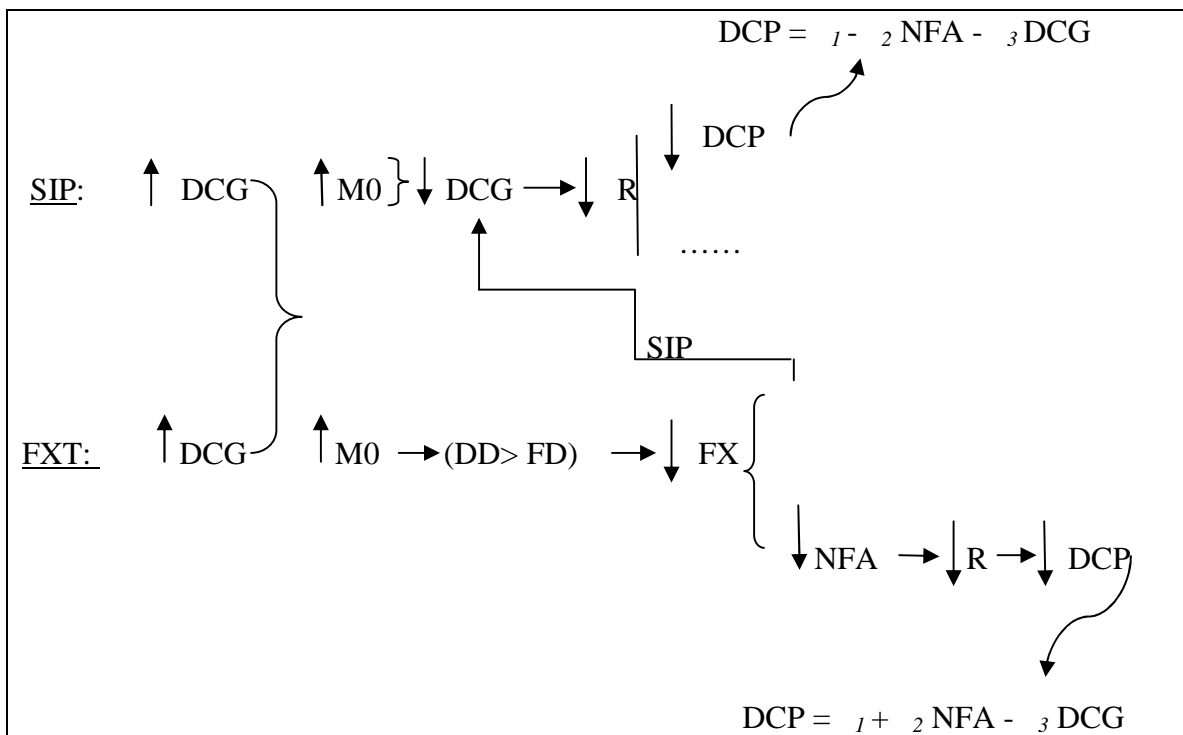 DCP = 1 - 2 NFA - 3 DCG
DCP
SIP: DCG M0 DCG R
……
SIP
FXT: DCG M0 (DD> FD) FX
NFA R DCP
DCP = 1 + 2 NFA - 3 DCG